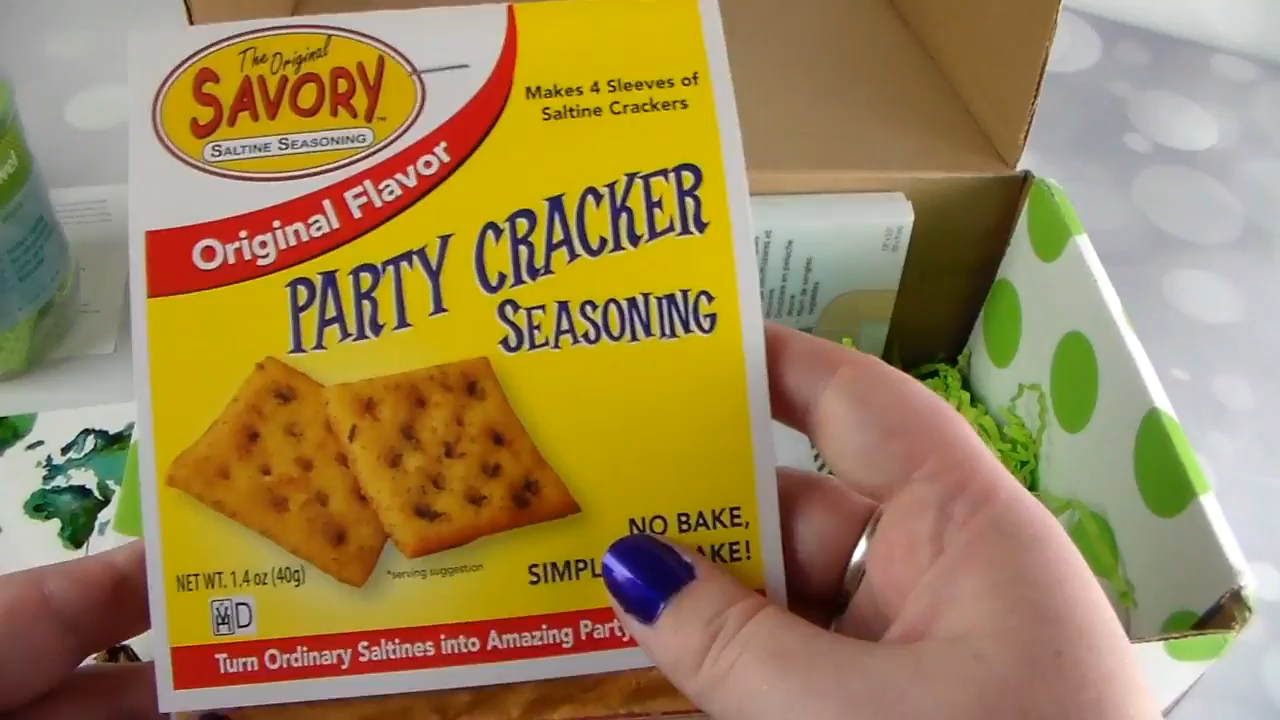 The Original
SAVORY
SALTINE SEASONING
Makes 4 Sleeves of
Saltine Crackers
Original Flavor
PARTY CRACKER
SEASONING
NO BAKE,
SIMPL AKE!
*serving suggestion
NET WT. 1.4 oz (40g)
D
Turn Ordinary Saltines into Amazing Party